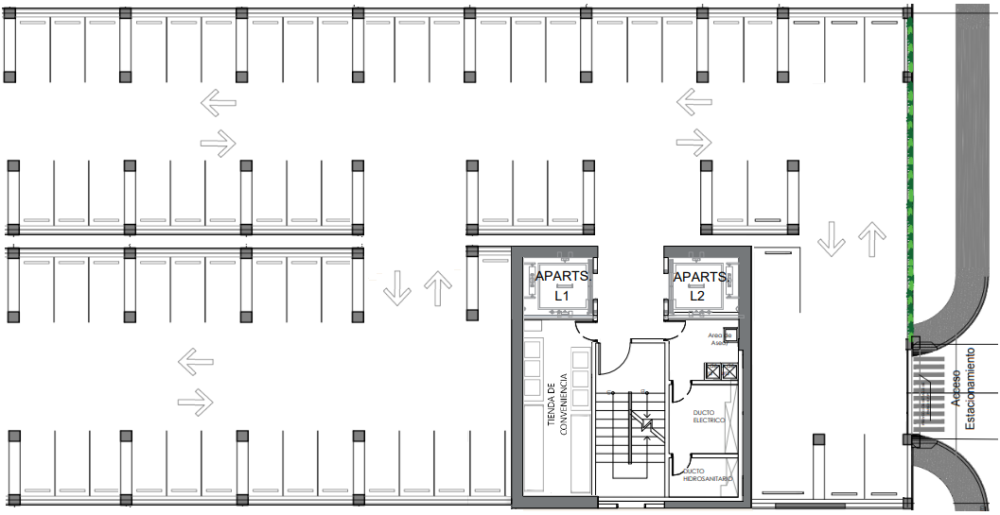 APARTS.
L1
APARTS.
L2
Area de
Aseo
TIENDA DE
CONVENIENCIA
DUCTO
ELECTRICO
DUCTO
HIDROSANITARIO
Acceso
Estacionamiento